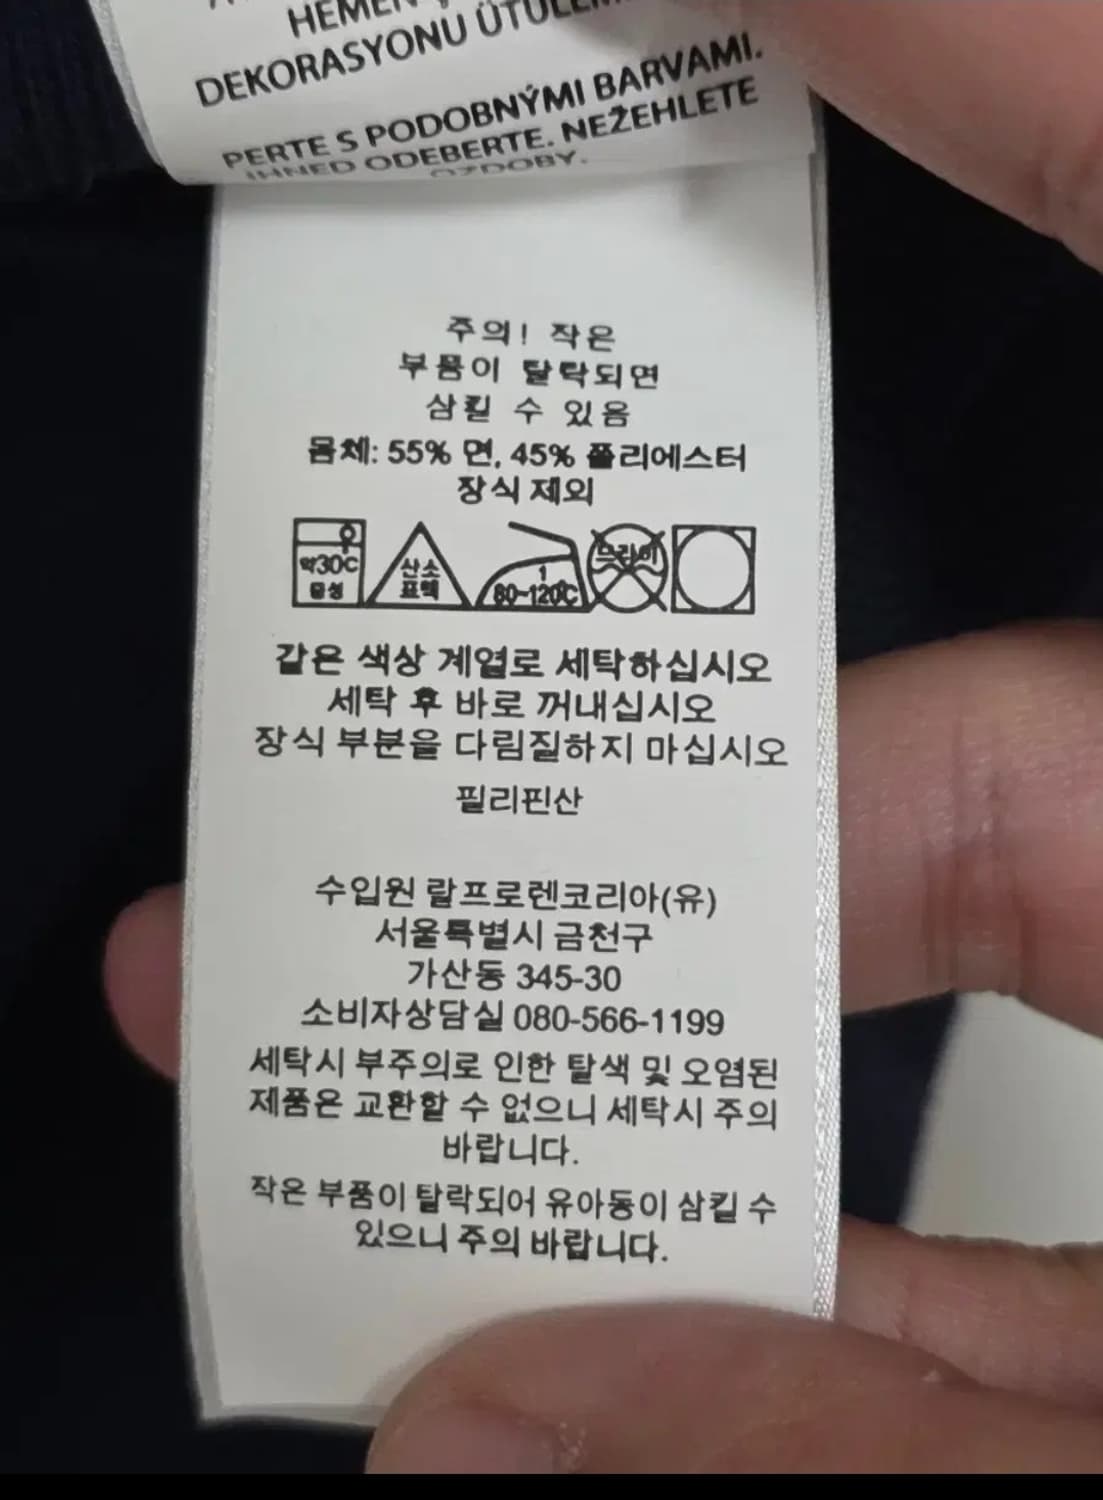 HEMEN
DEKORASYONU
PERTE S PODOBNÝMI BARVAMI.
IHNED ODEBERTE. NEŽEHLETE
OZDOBY.
주의! 작은
부품이 탈락되면
삼킬 수 있음
몸체: 55% 면, 45% 폴리에스터
장식 제외
약30℃
중성
산소
표백
1
80~120℃
드라이
같은 색상 계열로 세탁하십시오
세탁 후 바로 꺼내십시오
장식 부분을 다림질하지 마십시오
필리핀산
수입원 랄프로렌코리아(유)
서울특별시 금천구
가산동 345-30
소비자상담실 080-566-1199
세탁시 부주의로 인한 탈색 및 오염된
제품은 교환할 수 없으니 세탁시 주의
바랍니다.
작은 부품이 탈락되어 유아동이 삼킬 수
있으니 주의 바랍니다.